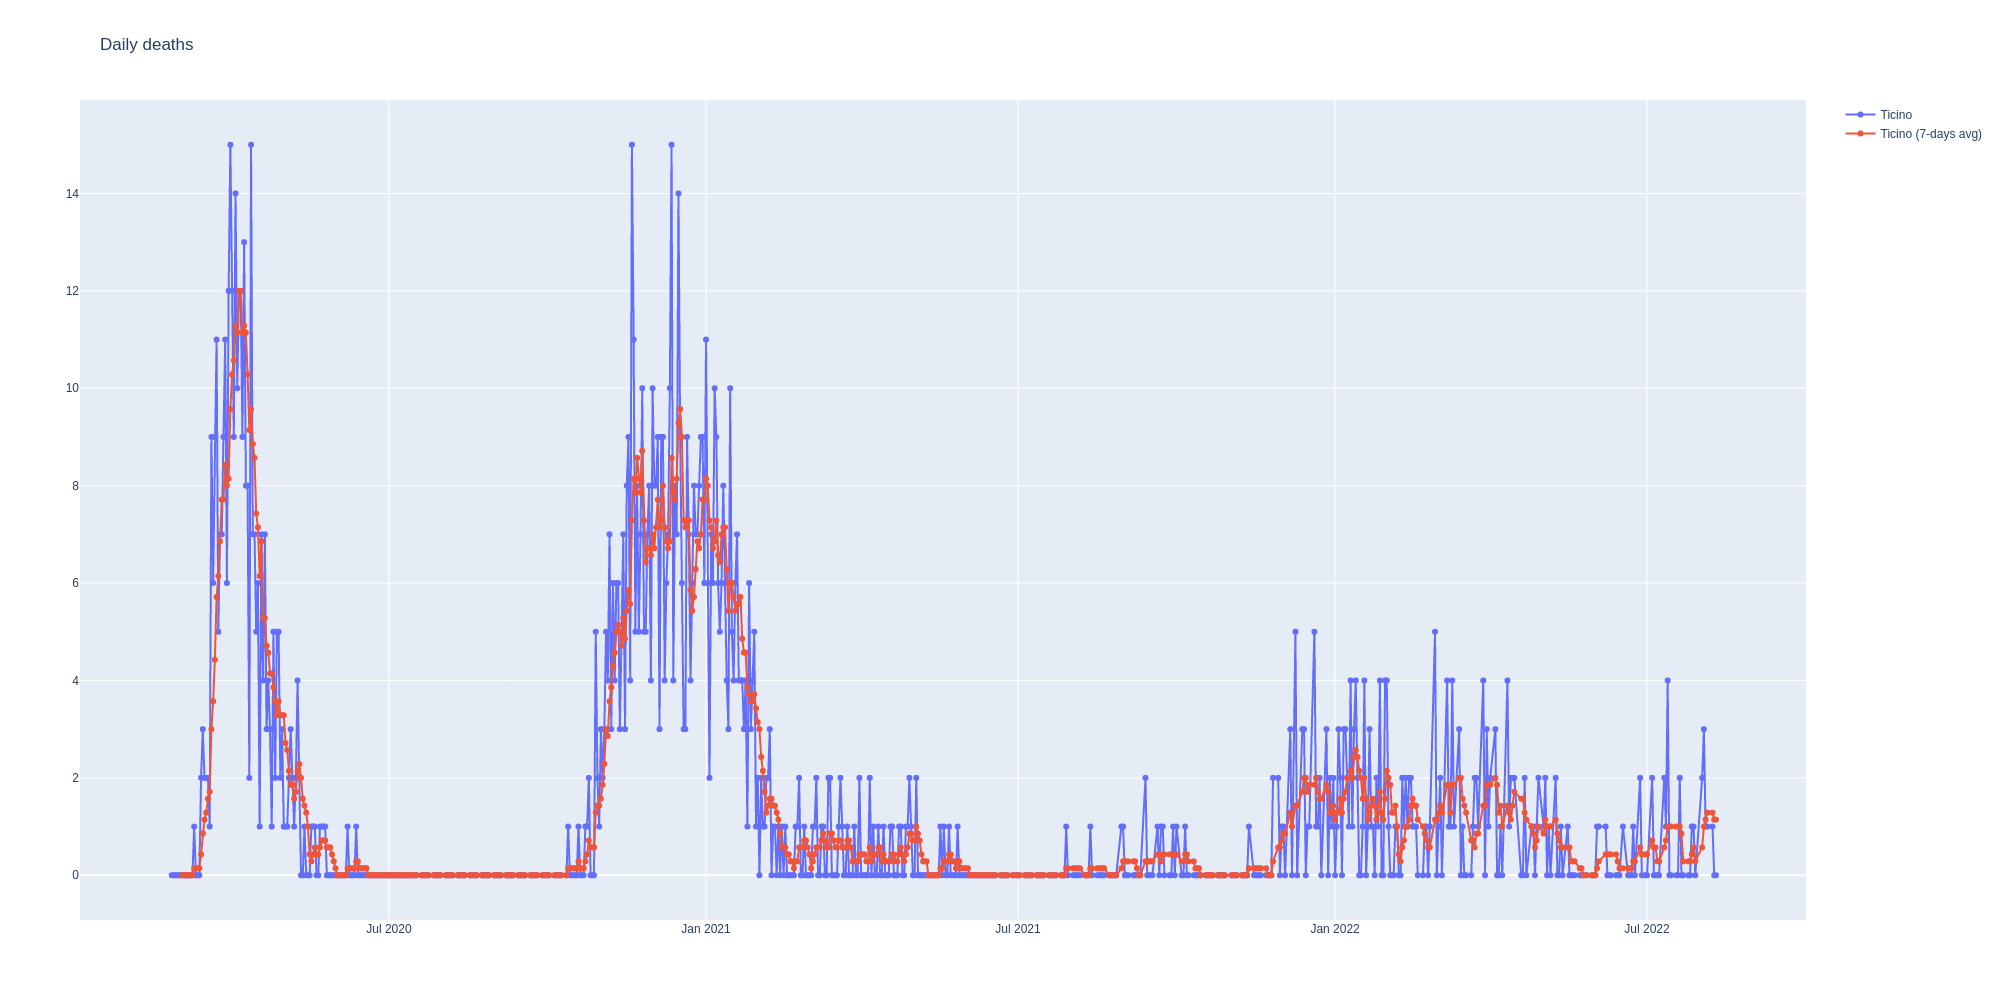 Daily deaths
Ticino
Ticino (7-days avg)
14
12
10
8
6
4
2
0
Jul 2020
Jan 2021
Jul 2021
Jan 2022
Jul 2022